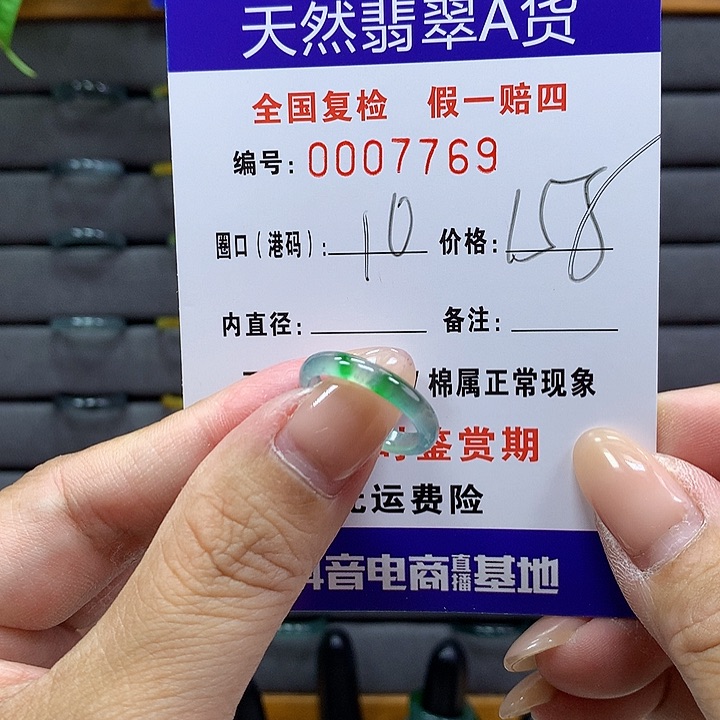 天然翡翠A货
全国复检 假一赔四
编号: 0007769
圈口(港码): 10 价格: 158
内直径: 备注:
棉属正常现象
鉴赏期
运费险
音电商直播基地